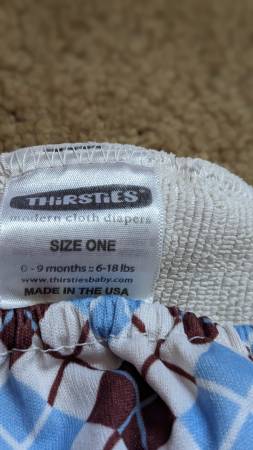 THiRSTiES
modern cloth diapers
SIZE ONE
0 - 9 months :: 6-18 lbs
www.thirstiesbaby.com
MADE IN THE USA